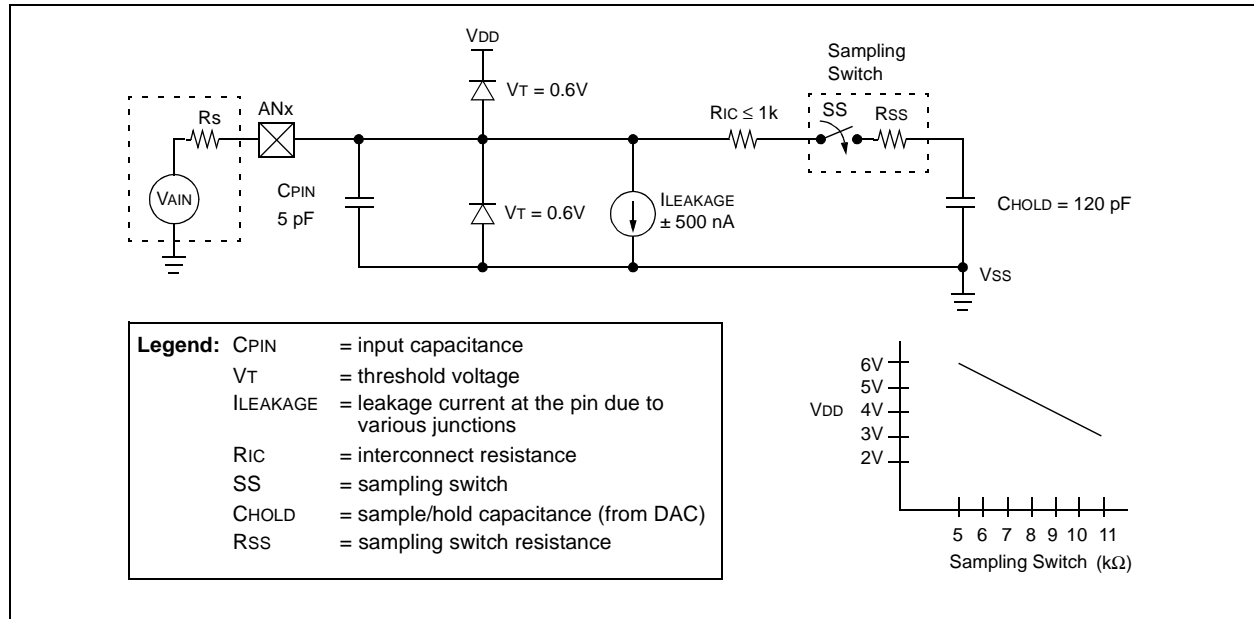 VDD
Sampling
Switch
VT = 0.6V
ANx
RIC ≤ 1k
SS
RSS
Rs
VAIN
CPIN
5 pF
VT = 0.6V
ILEAKAGE
± 500 nA
CHOLD = 120 pF
VSS
Legend: CPIN = input capacitance
VT = threshold voltage
ILEAKAGE = leakage current at the pin due to
various junctions
RIC = interconnect resistance
SS = sampling switch
CHOLD = sample/hold capacitance (from DAC)
RSS = sampling switch resistance
6V
5V
VDD 4V
3V
2V
5 6 7 8 9 10 11
Sampling Switch (kΩ)